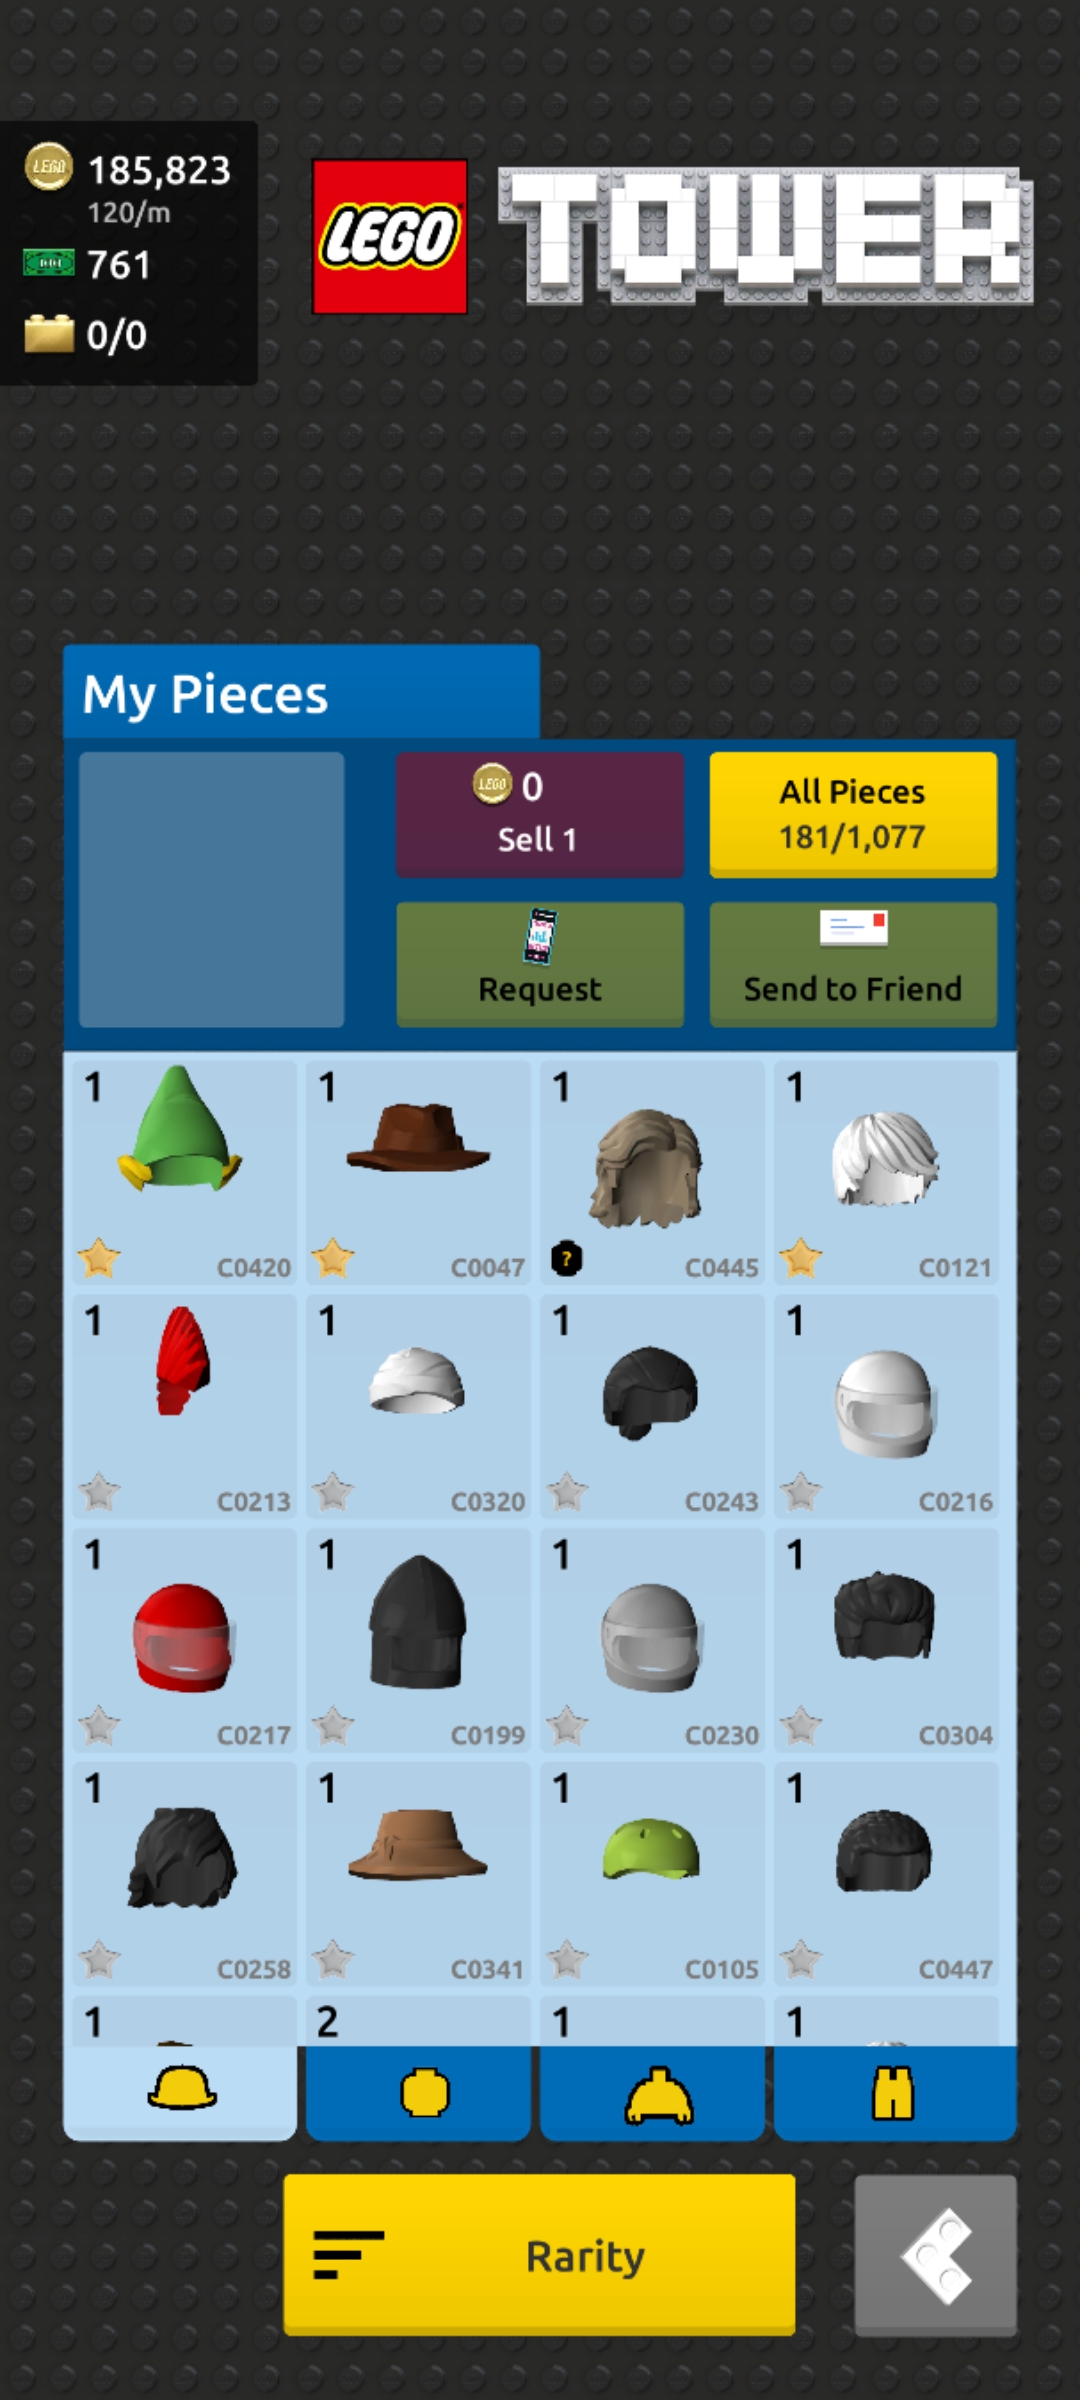 LEGO 185,823
120/m
761
0/0
LEGO
TOWER
My Pieces
LEGO 0
Sell 1
All Pieces
181/1,077
Request
Send to Friend
1 1 1 1
?
C0420 C0047 C0445 C0121
1 1 1 1
C0213 C0320 C0243 C0216
1 1 1 1
C0217 C0199 C0230 C0304
1 1 1 1
C0258 C0341 C0105 C0447
1 2 1 1
Rarity